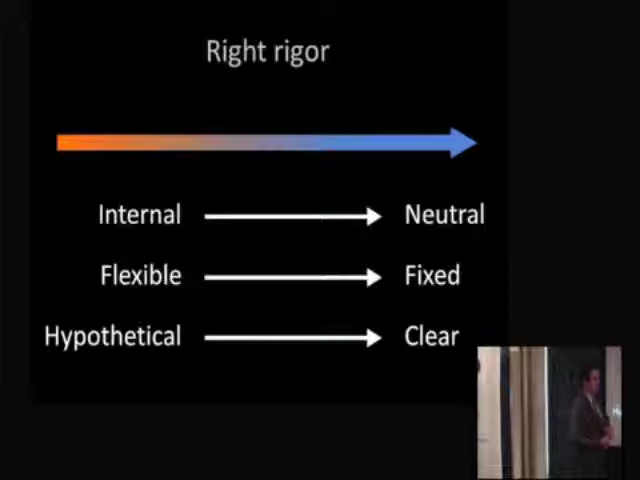 Right rigor
Internal Neutral
Flexible Fixed
Hypothetical Clear